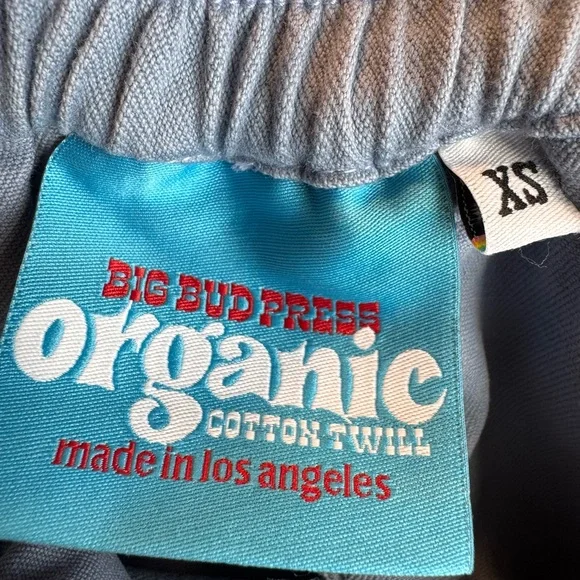 XS
BIG BUD PRESS
organic
COTTON TWILL
made in los angeles